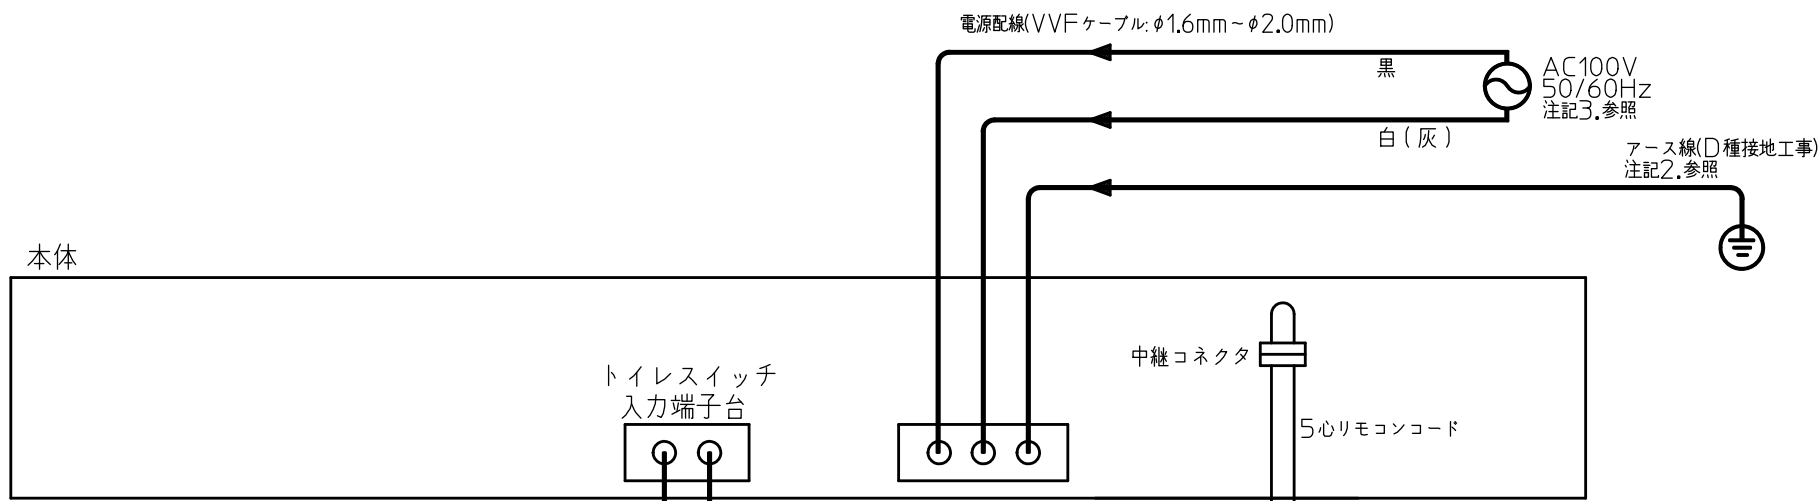 電源配線(VVFケーブル:φ1.6mm~φ2.0mm)
黒
AC100V
50/60Hz
注記3.参照
白(灰)
アース線(D種接地工事)
注記2.参照
本体
トイレスイッチ
入力端子台
中継コネクタ
5心リモコンコード